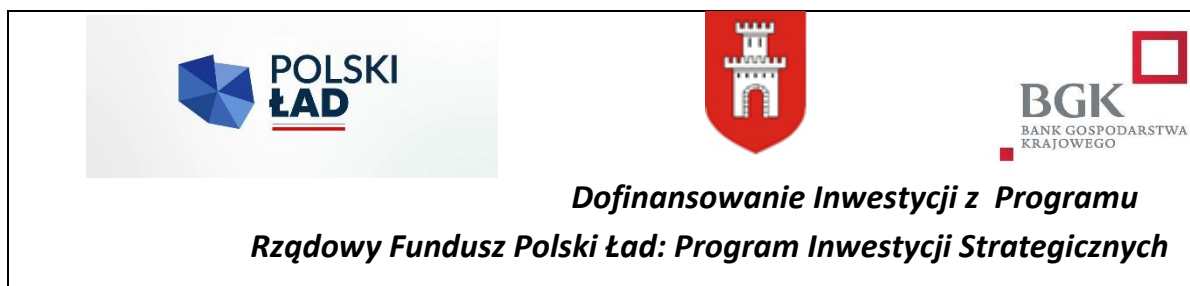 POLSKI
ŁAD
BGK
BANK GOSPODARSTWA
KRAJOWEGO
Dofinansowanie Inwestycji z Programu
Rządowy Fundusz Polski Ład: Program Inwestycji Strategicznych